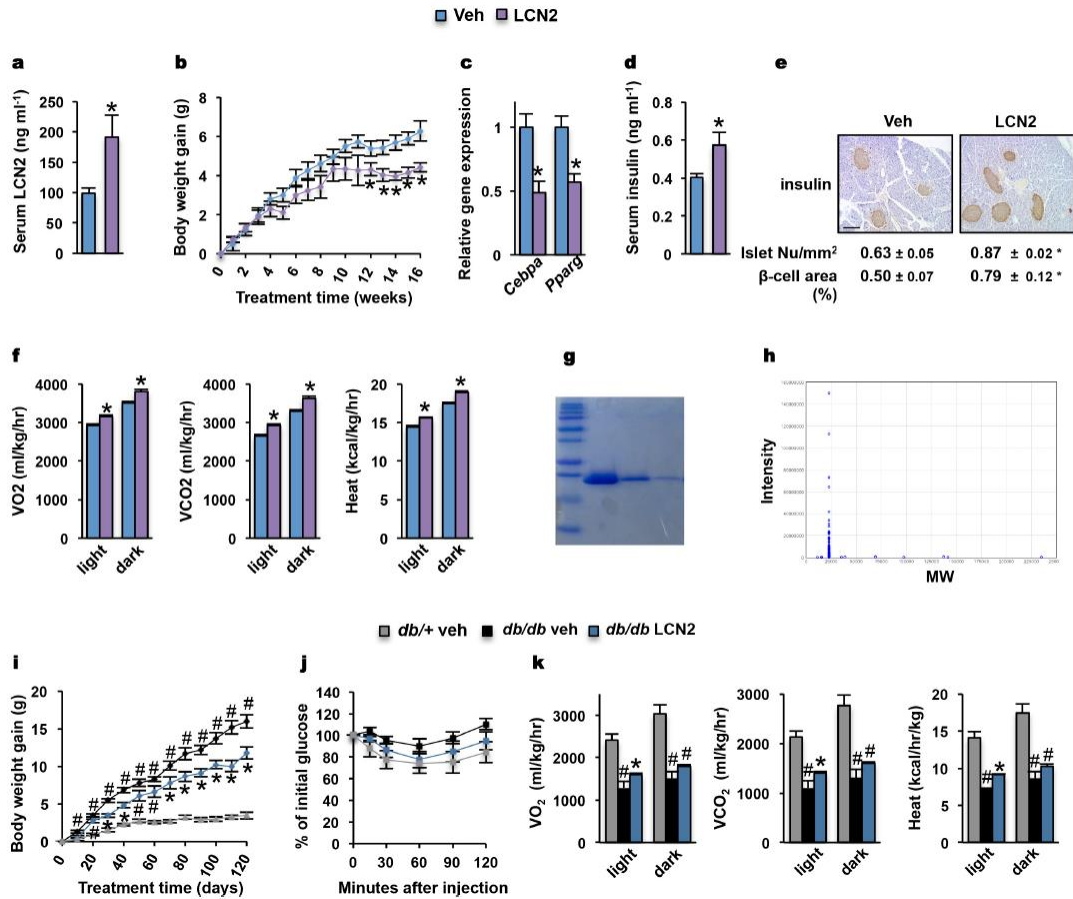 Veh LCN2
a
Serum LCN2 (ng ml-1)
250
200
150
100
50
0
*
b
Body weight gain (g)
8
6
4
2
0
0 2 4 6 8 10 12 14 16
* ** * *
Treatment time (weeks)
c
Relative gene expression
1
0.5
0
* *
Cebpa Pparg
d
Serum insulin (ng ml-1)
0.8
0.6
0.4
0.2
0
*
e
Veh LCN2
insulin
Islet Nu/mm2 0.63 ± 0.05 0.87 ± 0.02 *
β-cell area 0.50 ± 0.07 0.79 ± 0.12 *
(%)
f
VO2 (ml/kg/hr)
4000
3000
2000
1000
0
* *
light dark
VCO2 (ml/kg/hr)
4000
3000
2000
1000
0
* *
light dark
Heat (kcal/kg/hr)
20
15
10
5
0
* *
light dark
g
h
Intensity
MW
db/+ veh db/db veh db/db LCN2
i
Body weight gain (g)
20
15
10
5
0
# # # # # # # # # # # #
# # # #
* * * * * * * *
0 20 40 60 80 100 120
Treatment time (days)
j
% of initial glucose
140
120
100
80
60
40
20
0
0 30 60 90 120
Minutes after injection
k
VO2 (ml/kg/hr)
3000
2000
1000
0
# * # #
light dark
VCO2 (ml/kg/hr)
3000
2000
1000
0
# * # #
light dark
Heat (kcal/hr/kg)
20
15
10
5
0
# # # #
light dark